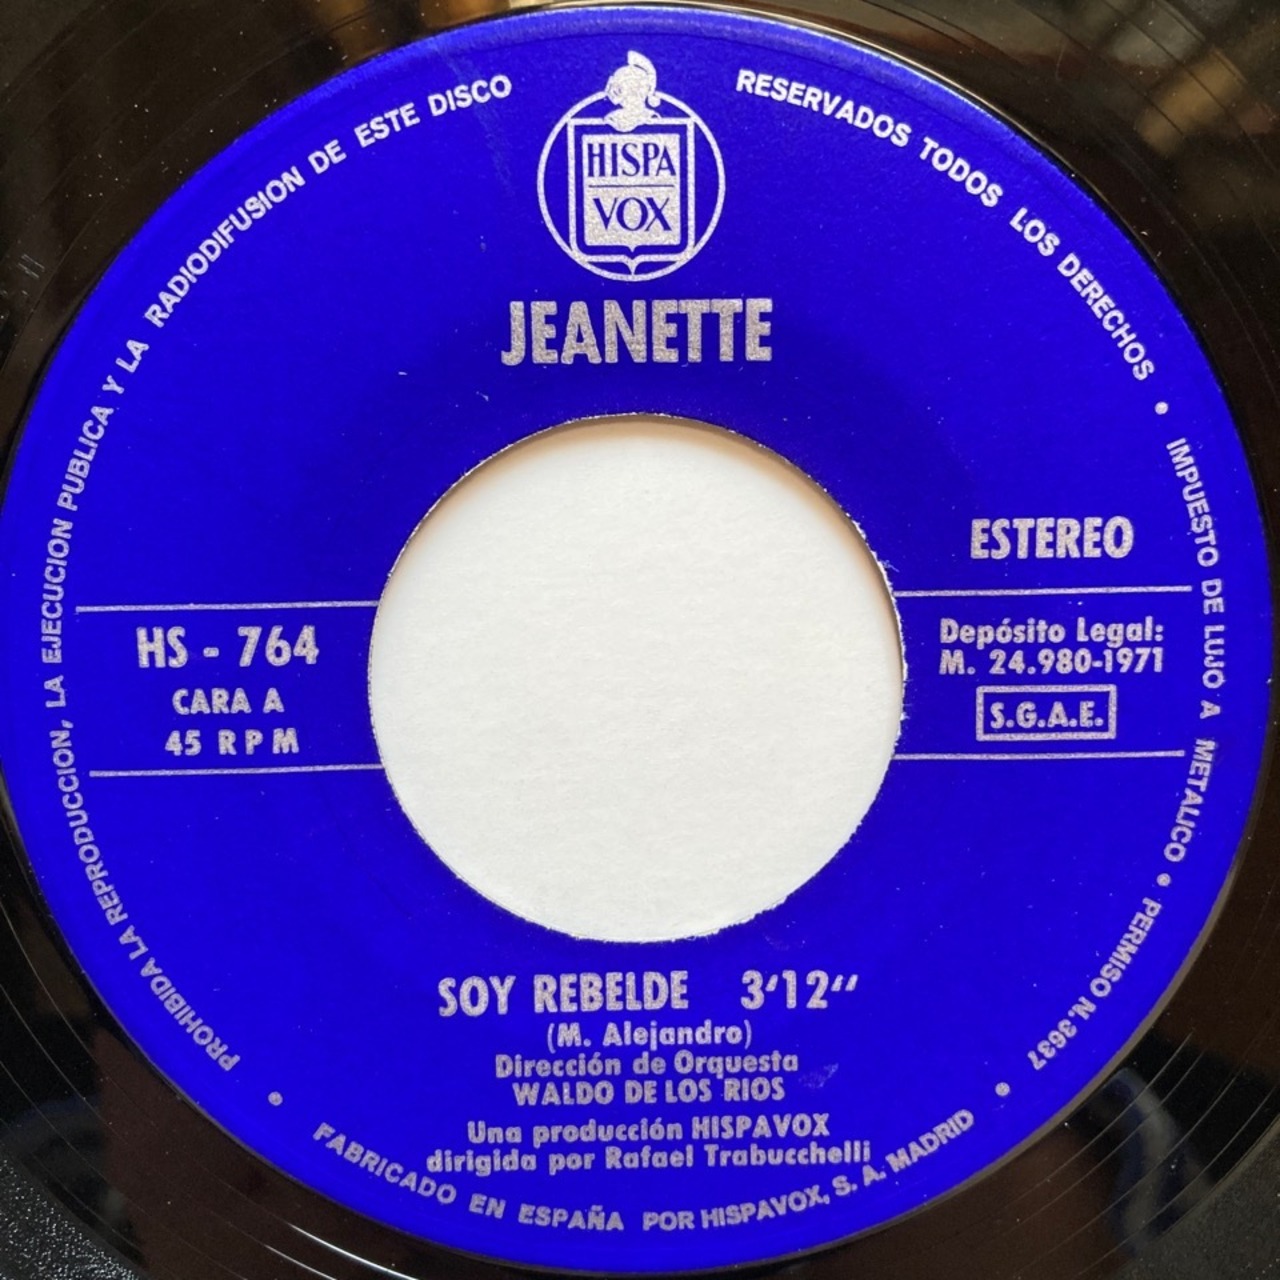 HISPA
VOX
JEANETTE
ESTEREO
HS - 764
CARA A
45 RPM
Depósito Legal:
M. 24.980-1971
S.G.A.E.
SOY REBELDE 3'12"
(M. Alejandro)
Dirección de Orquesta
WALDO DE LOS RIOS
Una producción HISPAVOX
dirigida por Rafael Trabucchelli
PROHIBIDA LA REPRODUCCION, LA EJECUCION PUBLICA Y LA RADIODIFUSION DE ESTE DISCO
RESERVADOS TODOS LOS DERECHOS • IMPUESTO DE LUJO A METALICO • PERMISO N. 3637 •
FABRICADO EN ESPAÑA POR HISPAVOX, S. A. MADRID